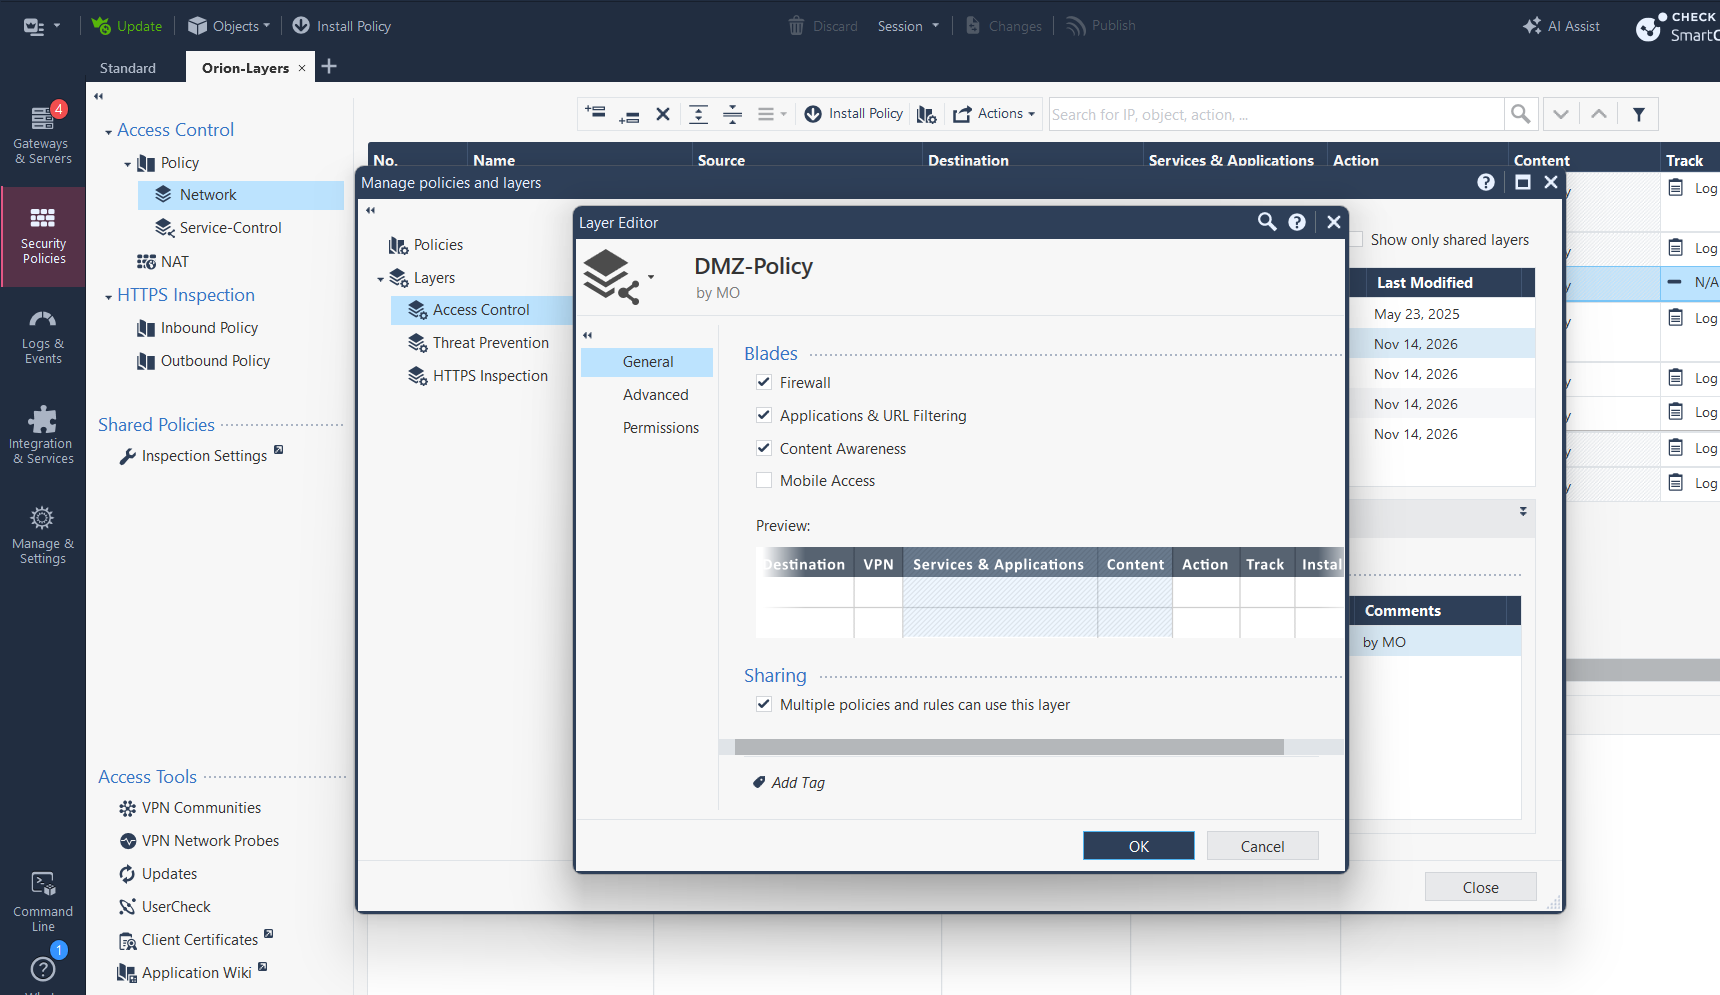 Update
Objects
Install Policy
Discard
Session
Changes
Publish
AI Assist
CHECK
Standard
Orion-Layers
4
Gateways
& Servers
Security
Policies
Logs &
Events
Integration
& Services
Manage &
Settings
Command
Line
1
Access Control
Policy
Network
Service-Control
NAT
HTTPS Inspection
Inbound Policy
Outbound Policy
Shared Policies
Inspection Settings
Access Tools
VPN Communities
VPN Network Probes
Updates
UserCheck
Client Certificates
Application Wiki
Install Policy
Actions
Search for IP, object, action, ...
No.
Name
Source
Destination
Services & Applications
Action
Content
Track
Log
Log
N/A
Log
Log
Log
Log
Log
Manage policies and layers
Policies
Layers
Access Control
Threat Prevention
HTTPS Inspection
Show only shared layers
Last Modified
May 23, 2025
Nov 14, 2026
Nov 14, 2026
Nov 14, 2026
Nov 14, 2026
Comments
by MO
Close
Layer Editor
DMZ-Policy
by MO
General
Advanced
Permissions
Blades
Firewall
Applications & URL Filtering
Content Awareness
Mobile Access
Preview:
Destination
VPN
Services & Applications
Content
Action
Track
Instal
Sharing
Multiple policies and rules can use this layer
Add Tag
OK
Cancel